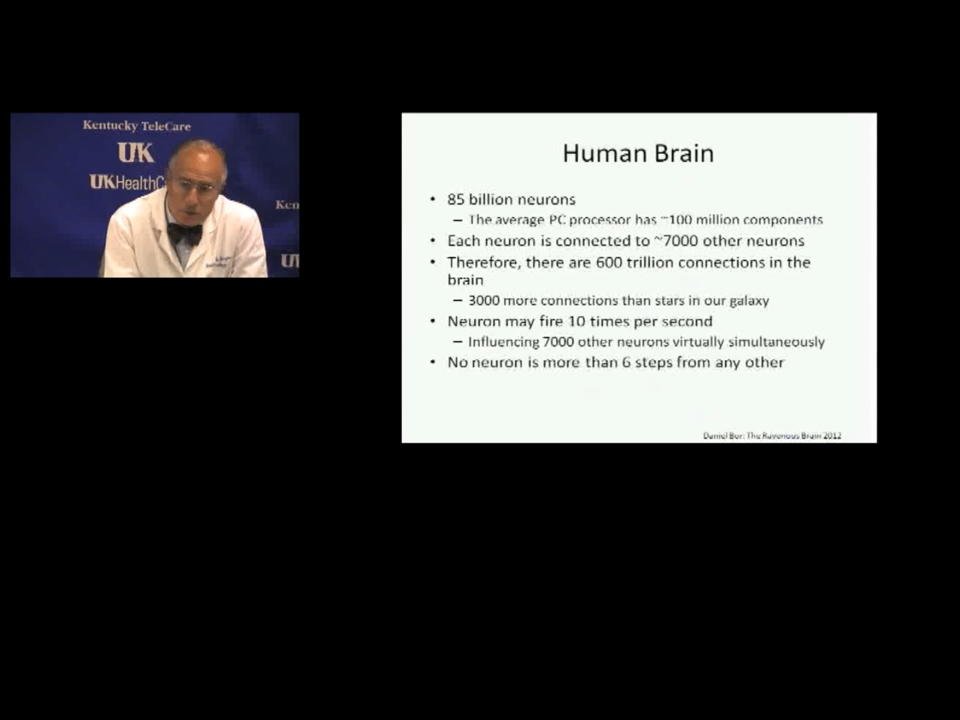 Kentucky TeleCare
UK
UKHealthC
Ken
UK
Human Brain
• 85 billion neurons
– The average PC processor has ~100 million components
• Each neuron is connected to ~7000 other neurons
• Therefore, there are 600 trillion connections in the
brain
– 3000 more connections than stars in our galaxy
• Neuron may fire 10 times per second
– Influencing 7000 other neurons virtually simultaneously
• No neuron is more than 6 steps from any other
Daniel Bor: The Ravenous Brain 2012